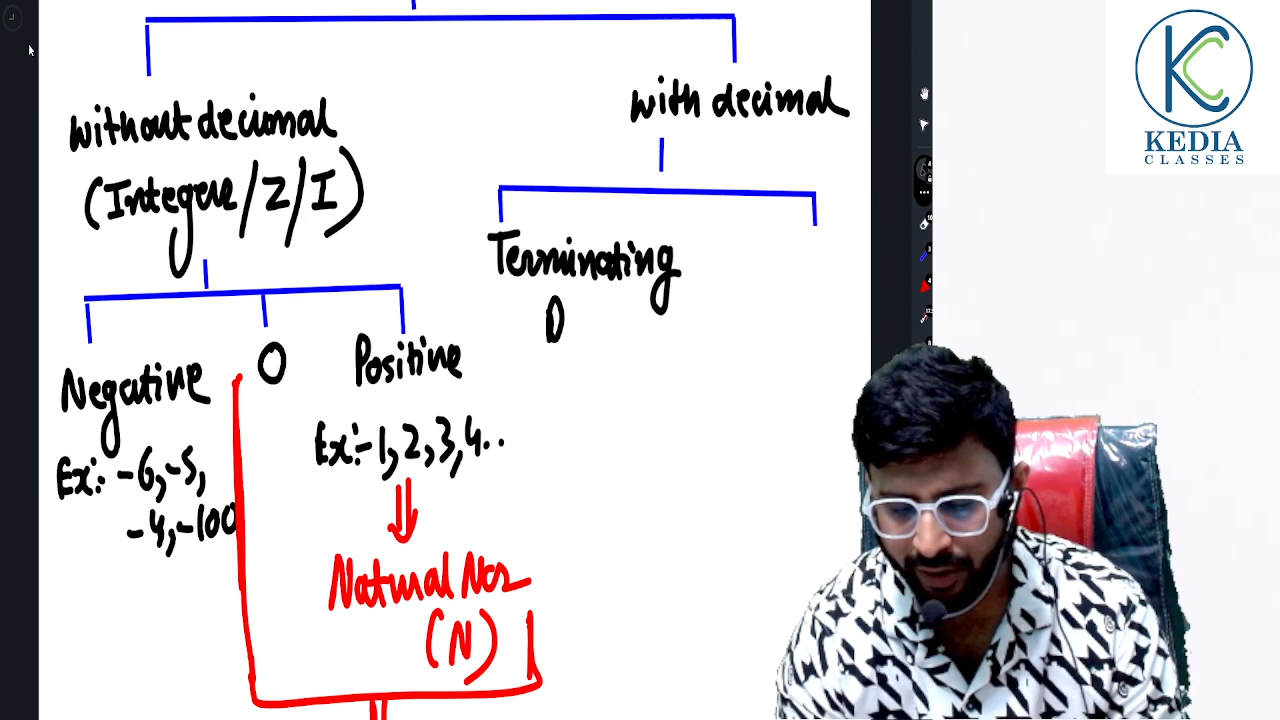 without decimal
(Integers/Z/I)
with decimal
Terminating
D
Negative
0
Positive
Ex:- -6, -5,
-4, -100
Ex:- 1, 2, 3, 4..
Natural Nos
(N)
KEDIA
CLASSES